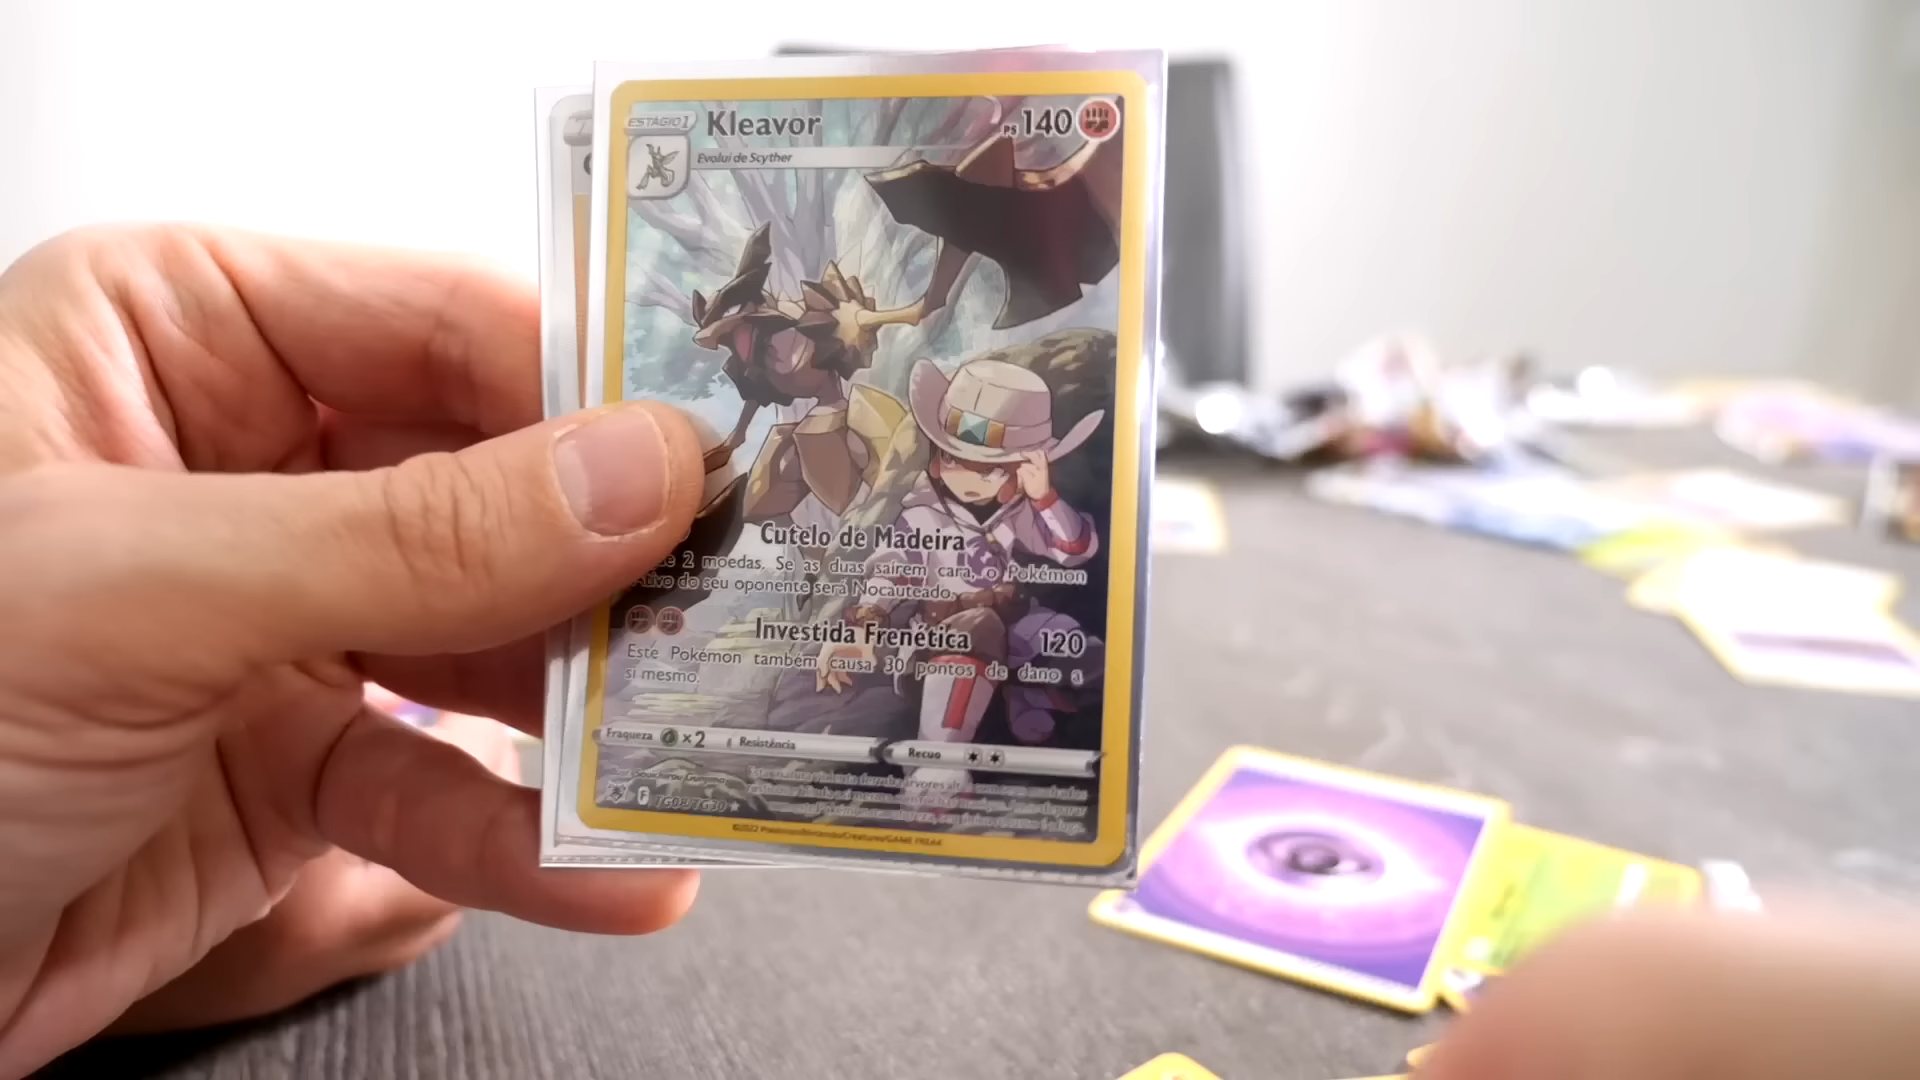 ESTÁGIO1 Kleavor PS 140
Evolui de Scyther
Cutelo de Madeira
2 moedas. Se as duas saírem cara, o Pokémon
Ativo do seu oponente será Nocauteado.
Investida Frenética 120
Este Pokémon também causa 30 pontos de dano a
si mesmo.
Fraqueza ×2 Resistência Recuo
F TG08/TG30
©2022 Pokémon/Nintendo/Creatures/GAME FREAK